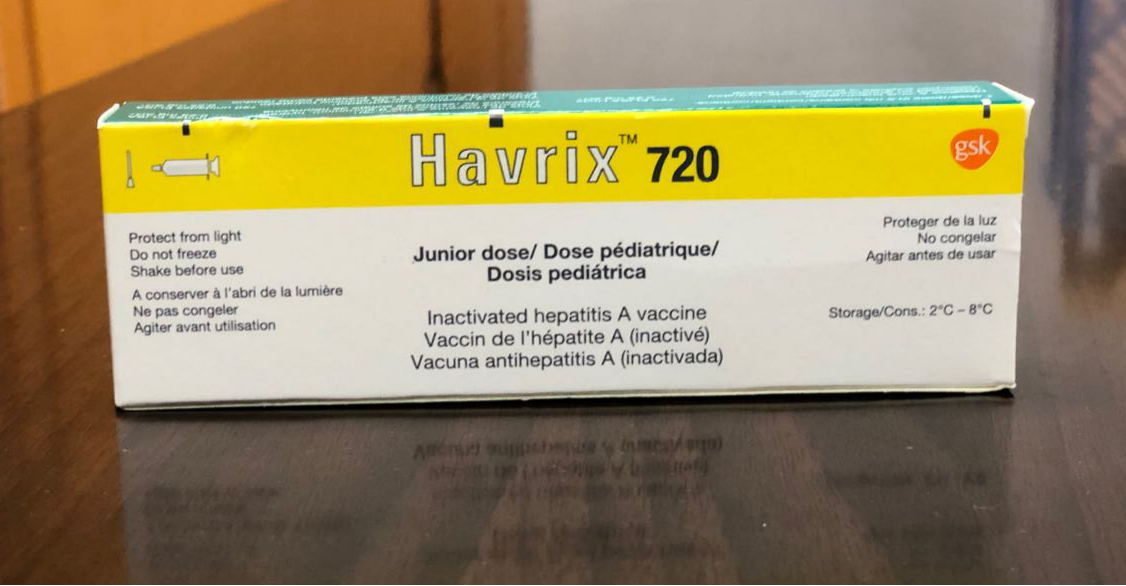 Havrix™ 720
gsk
Protect from light
Do not freeze
Shake before use
A conserver à l'abri de la lumière
Ne pas congeler
Agiter avant utilisation
Junior dose/ Dose pédiatrique/
Dosis pediátrica
Inactivated hepatitis A vaccine
Vaccin de l'hépatite A (inactivé)
Vacuna antihepatitis A (inactivada)
Proteger de la luz
No congelar
Agitar antes de usar
Storage/Cons.: 2°C – 8°C